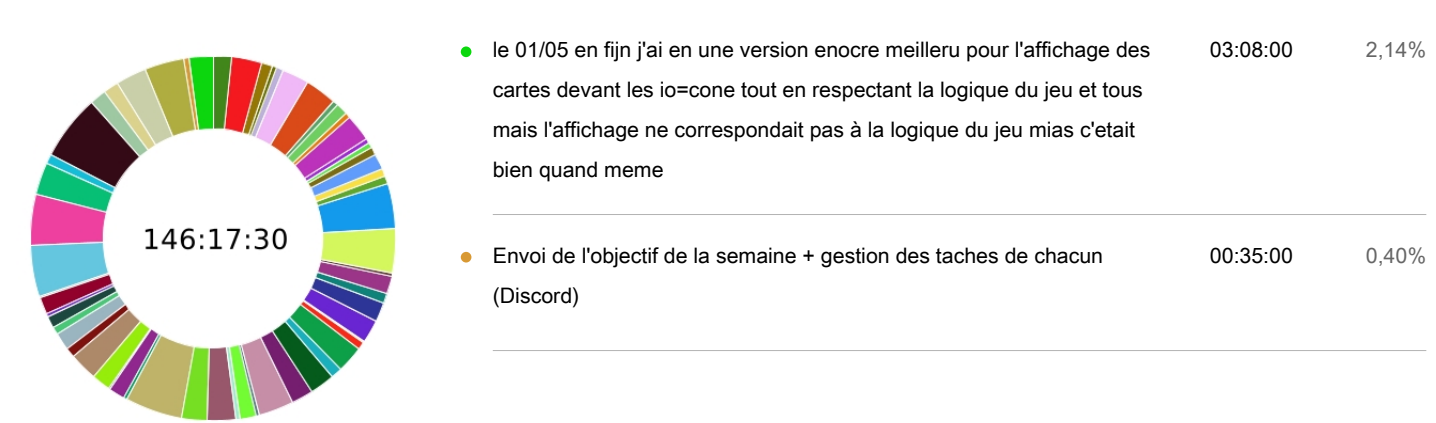 le 01/05 en fijn j'ai en une version enocre meilleru pour l'affichage des 03:08:00 2,14%
cartes devant les io=cone tout en respectant la logique du jeu et tous
mais l'affichage ne correspondait pas à la logique du jeu mias c'etait
bien quand meme
146:17:30
Envoi de l'objectif de la semaine + gestion des taches de chacun 00:35:00 0,40%
(Discord)